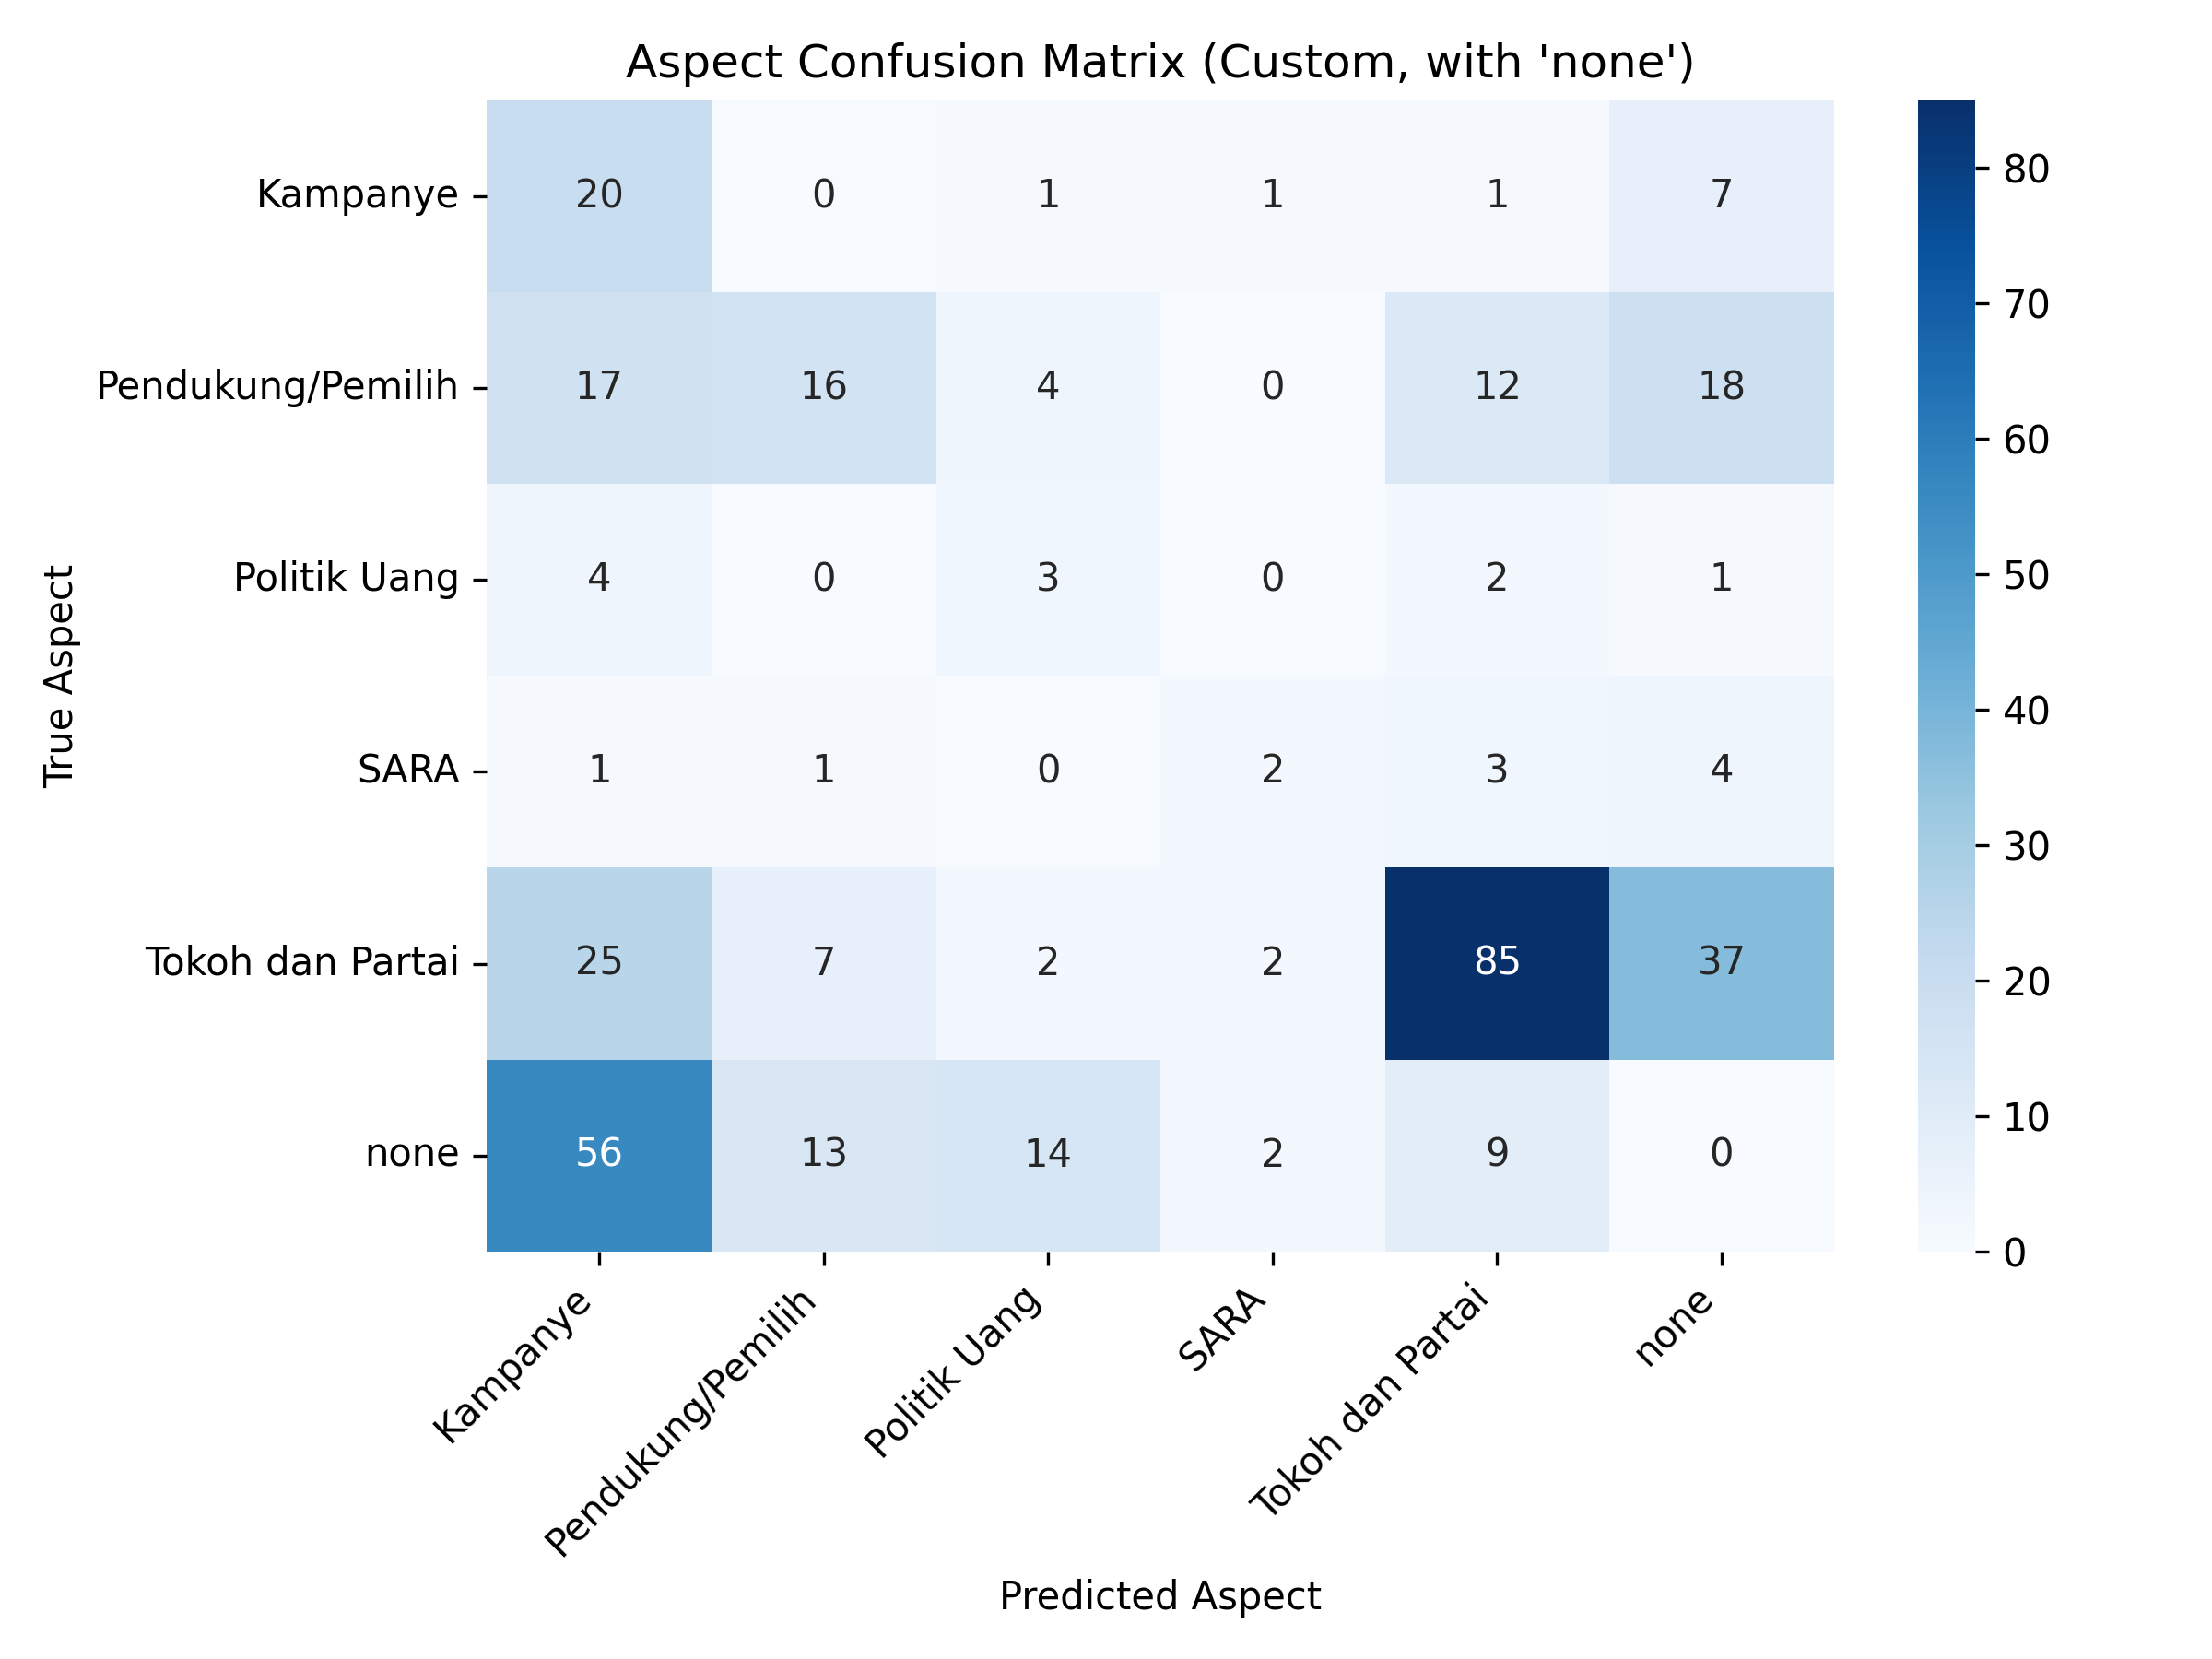 Aspect Confusion Matrix (Custom, with 'none')
True Aspect
Kampanye 20 0 1 1 1 7
Pendukung/Pemilih 17 16 4 0 12 18
Politik Uang 4 0 3 0 2 1
SARA 1 1 0 2 3 4
Tokoh dan Partai 25 7 2 2 85 37
none 56 13 14 2 9 0
Kampanye Pendukung/Pemilih Politik Uang SARA Tokoh dan Partai none
Predicted Aspect
80
70
60
50
40
30
20
10
0